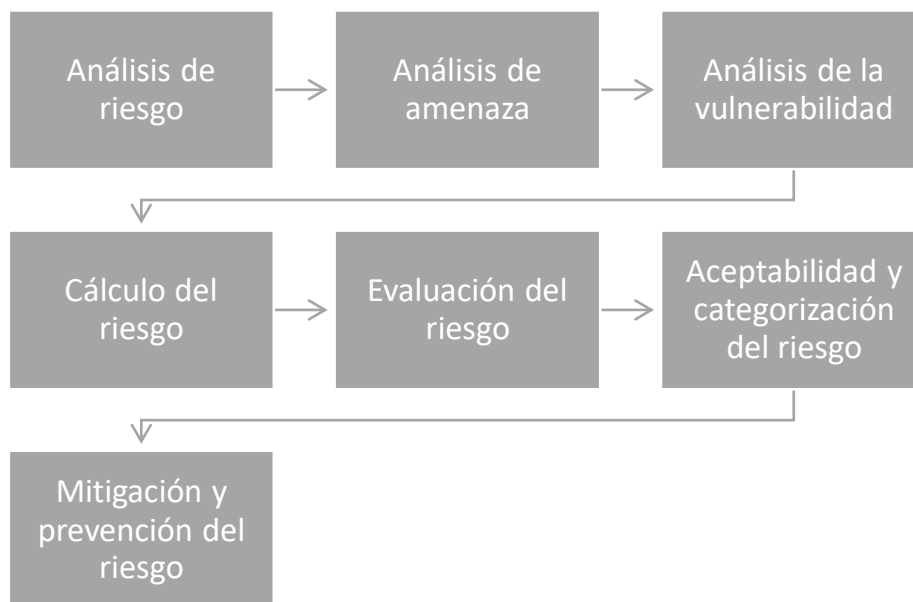 Análisis de
riesgo
Análisis de
amenaza
Análisis de la
vulnerabilidad
Cálculo del
riesgo
Evaluación del
riesgo
Aceptabilidad y
categorización
del riesgo
Mitigación y
prevención del
riesgo